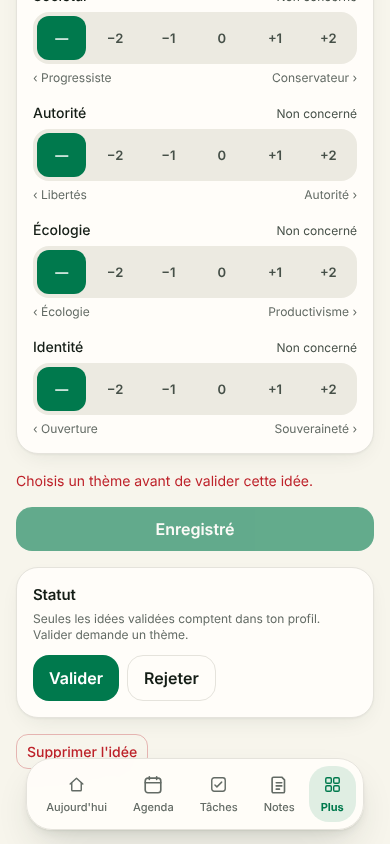 — −2 −1 0 +1 +2
‹ Progressiste Conservateur ›
Autorité Non concerné
— −2 −1 0 +1 +2
‹ Libertés Autorité ›
Écologie Non concerné
— −2 −1 0 +1 +2
‹ Écologie Productivisme ›
Identité Non concerné
— −2 −1 0 +1 +2
‹ Ouverture Souveraineté ›
Choisis un thème avant de valider cette idée.
Enregistré
Statut
Seules les idées validées comptent dans ton profil.
Valider demande un thème.
Valider Rejeter
Supprimer l'idée
Aujourd'hui Agenda Tâches Notes Plus